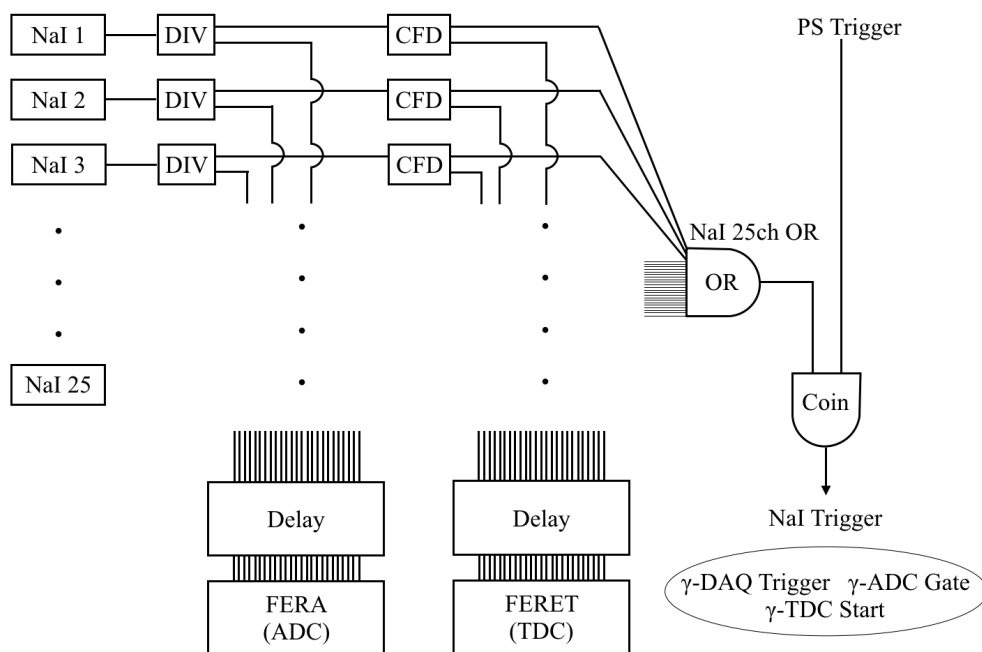 NaI 1
DIV
CFD
PS Trigger
NaI 2
DIV
CFD
NaI 3
DIV
CFD
NaI 25ch OR
OR
NaI 25
Coin
Delay
Delay
NaI Trigger
FERA
(ADC)
FERET
(TDC)
γ-DAQ Trigger γ-ADC Gate
γ-TDC Start